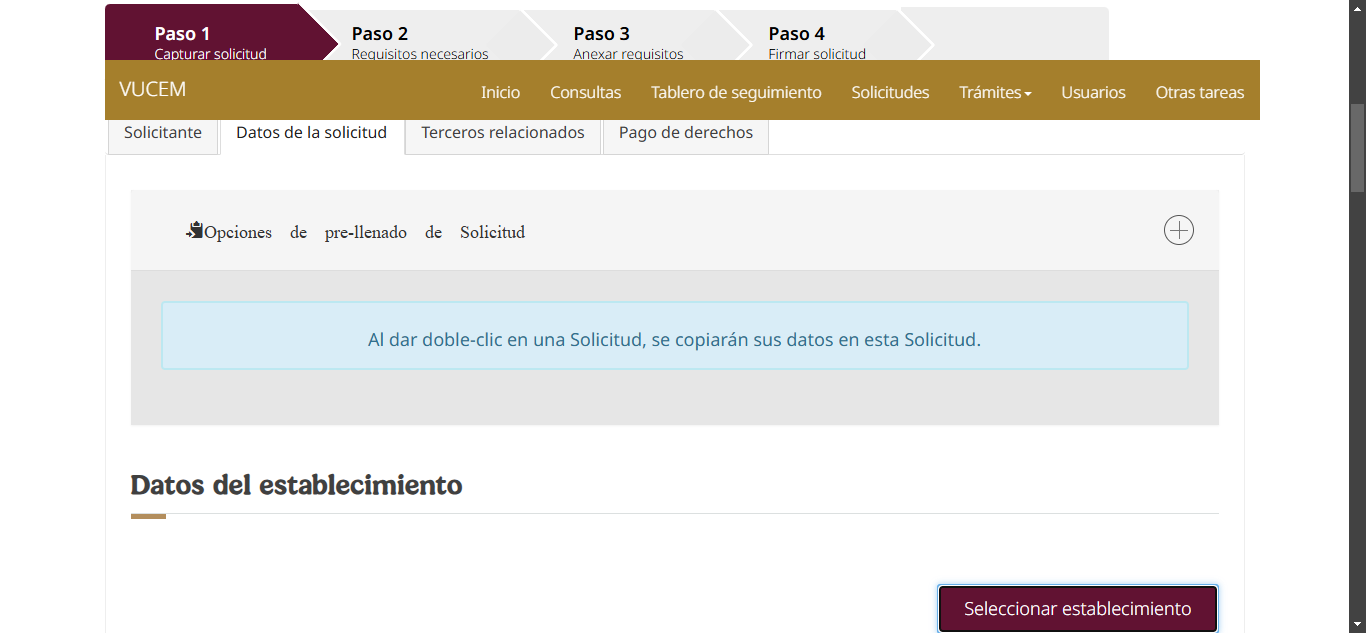 Paso 1
Capturar solicitud
Paso 2
Requisitos necesarios
Paso 3
Anexar requisitos
Paso 4
Firmar solicitud
VUCEM
Inicio
Consultas
Tablero de seguimiento
Solicitudes
Trámites
Usuarios
Otras tareas
Solicitante
Datos de la solicitud
Terceros relacionados
Pago de derechos
Opciones de pre-llenado de Solicitud
Al dar doble-clic en una Solicitud, se copiarán sus datos en esta Solicitud.
Datos del establecimiento
Seleccionar establecimiento